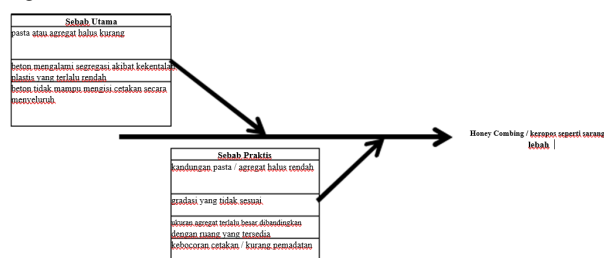 Sebab Utama
pasta atau agregat halus kurang
beton mengalami segregasi akibat kekentalan
plastis yang terlalu rendah
beton tidak mampu mengisi cetakan secara
menyeluruh.
Honey Combing / keropos seperti sarang
lebah
Sebab Praktis
kandungan pasta / agregat halus rendah
gradasi yang tidak sesuai.
ukuran agregat terlalu besar dibandingkan
dengan ruang yang tersedia
kebocoran cetakan / kurang pemadatan